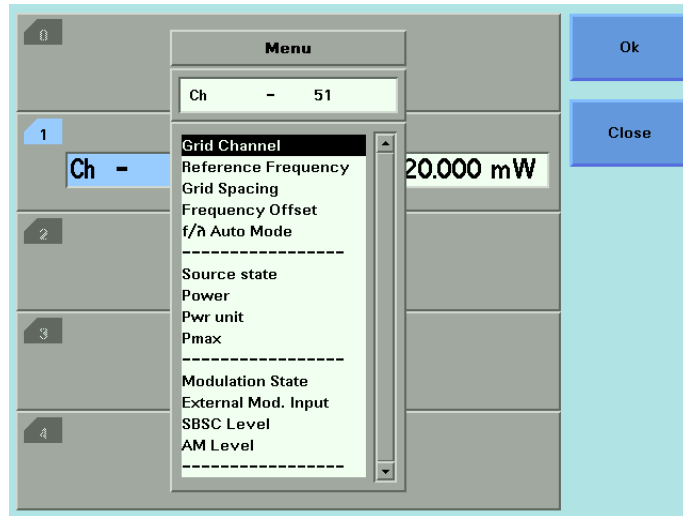 0
Menu
Ok
Ch - 51
1
Close
Grid Channel
Ch - 20.000 mW
Reference Frequency
Grid Spacing
Frequency Offset
2
f/λ Auto Mode
------------------
Source state
Power
Pwr unit
3
Pmax
------------------
Modulation State
External Mod. Input
SBSC Level
4
AM Level
------------------